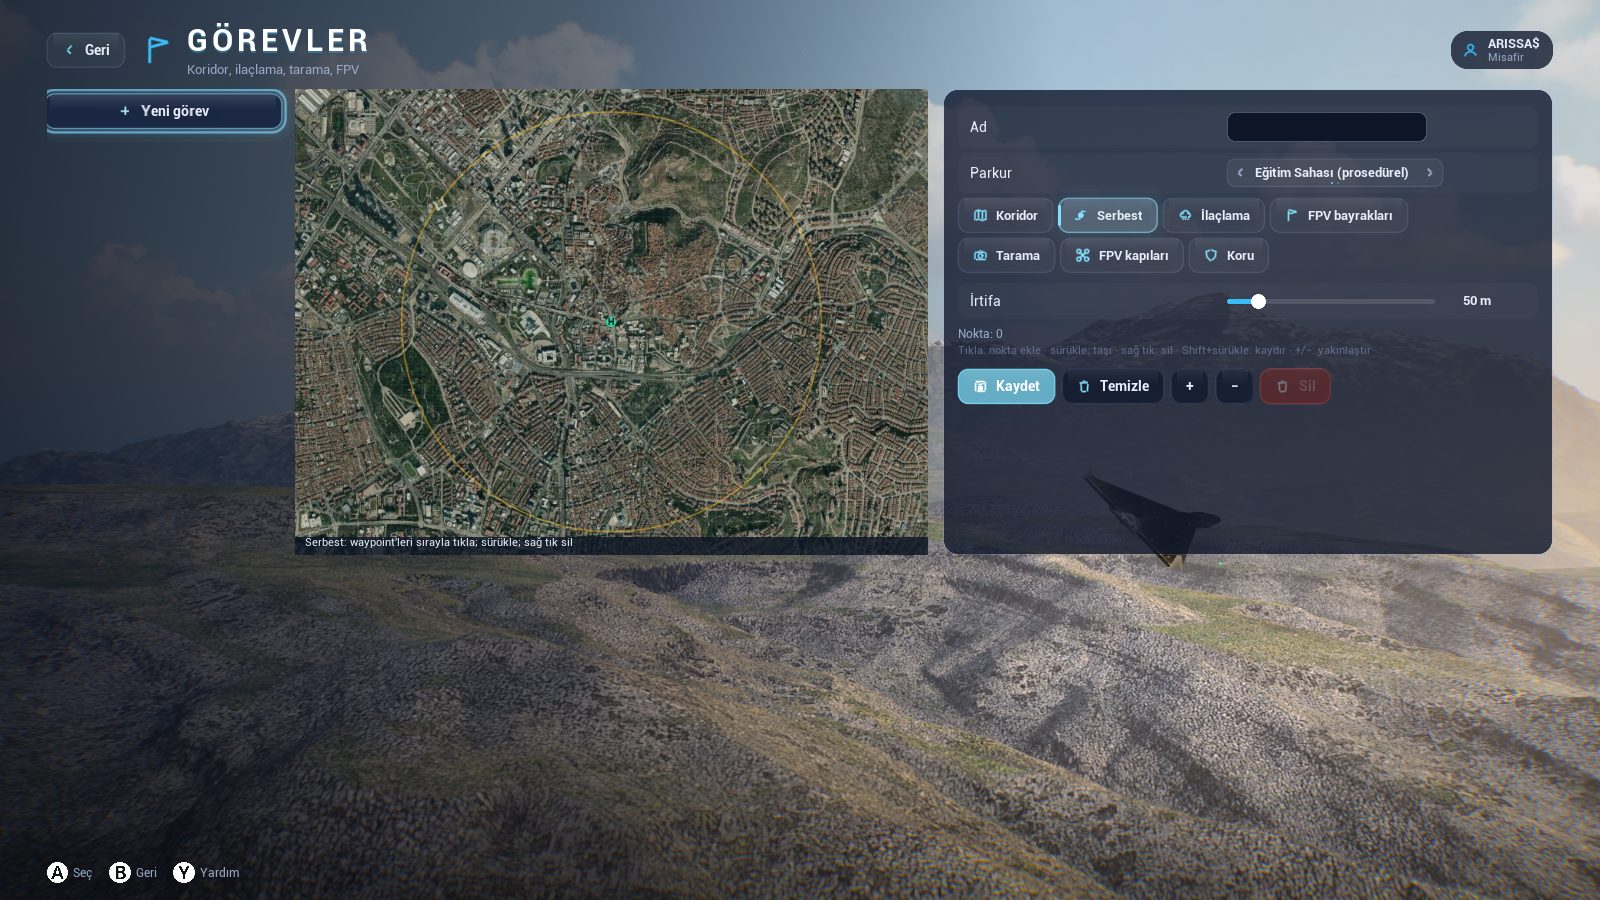 Geri
GÖREVLER
Koridor, ilaçlama, tarama, FPV
ARISSA$
Misafir
+ Yeni görev
Ad
Parkur
Eğitim Sahası (prosedürel)
Koridor
Serbest
İlaçlama
FPV bayrakları
Tarama
FPV kapıları
Koru
İrtifa
50 m
Nokta: 0
Tıkla: nokta ekle · sürükle: taşı · sağ tık: sil · Shift+sürükle: kaydır · +/−: yakınlaştır
Kaydet
Temizle
+
−
Sil
H
Serbest: waypoint'leri sırayla tıkla; sürükle; sağ tık sil
A Seç
B Geri
Y Yardım